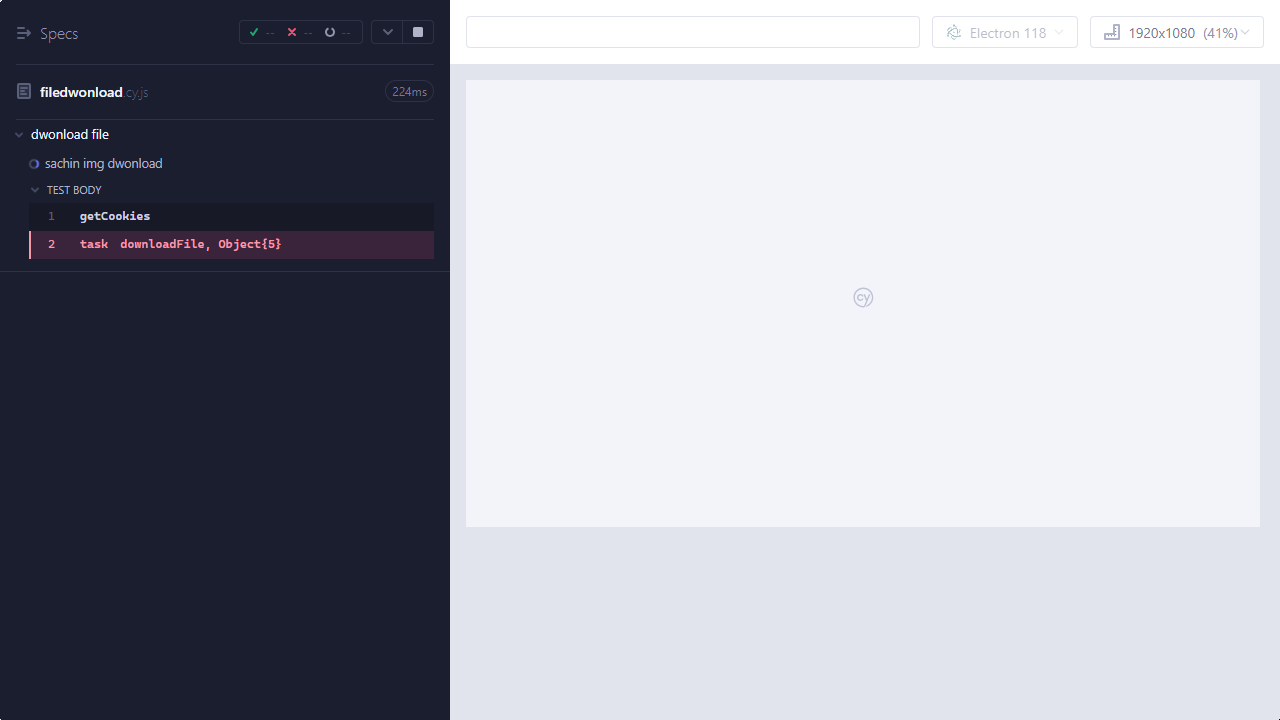 Specs
-- -- --
Electron 118
1920x1080 (41%)
filedwonload.cy.js
224ms
dwonload file
sachin img dwonload
TEST BODY
1 getCookies
2 task downloadFile, Object{5}
cy